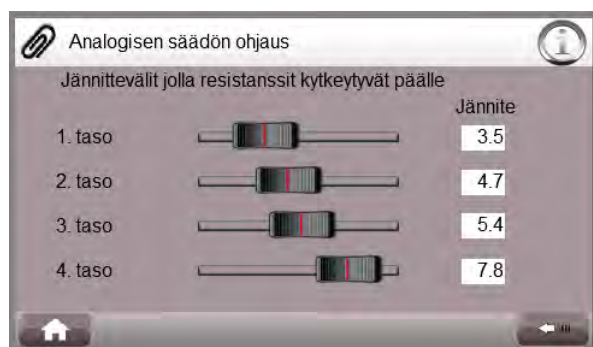 Analogisen säädön ohjaus
Jännittevälit jolla resistanssit kytkeytyvät päälle
Jännite
1. taso 3.5
2. taso 4.7
3. taso 5.4
4. taso 7.8